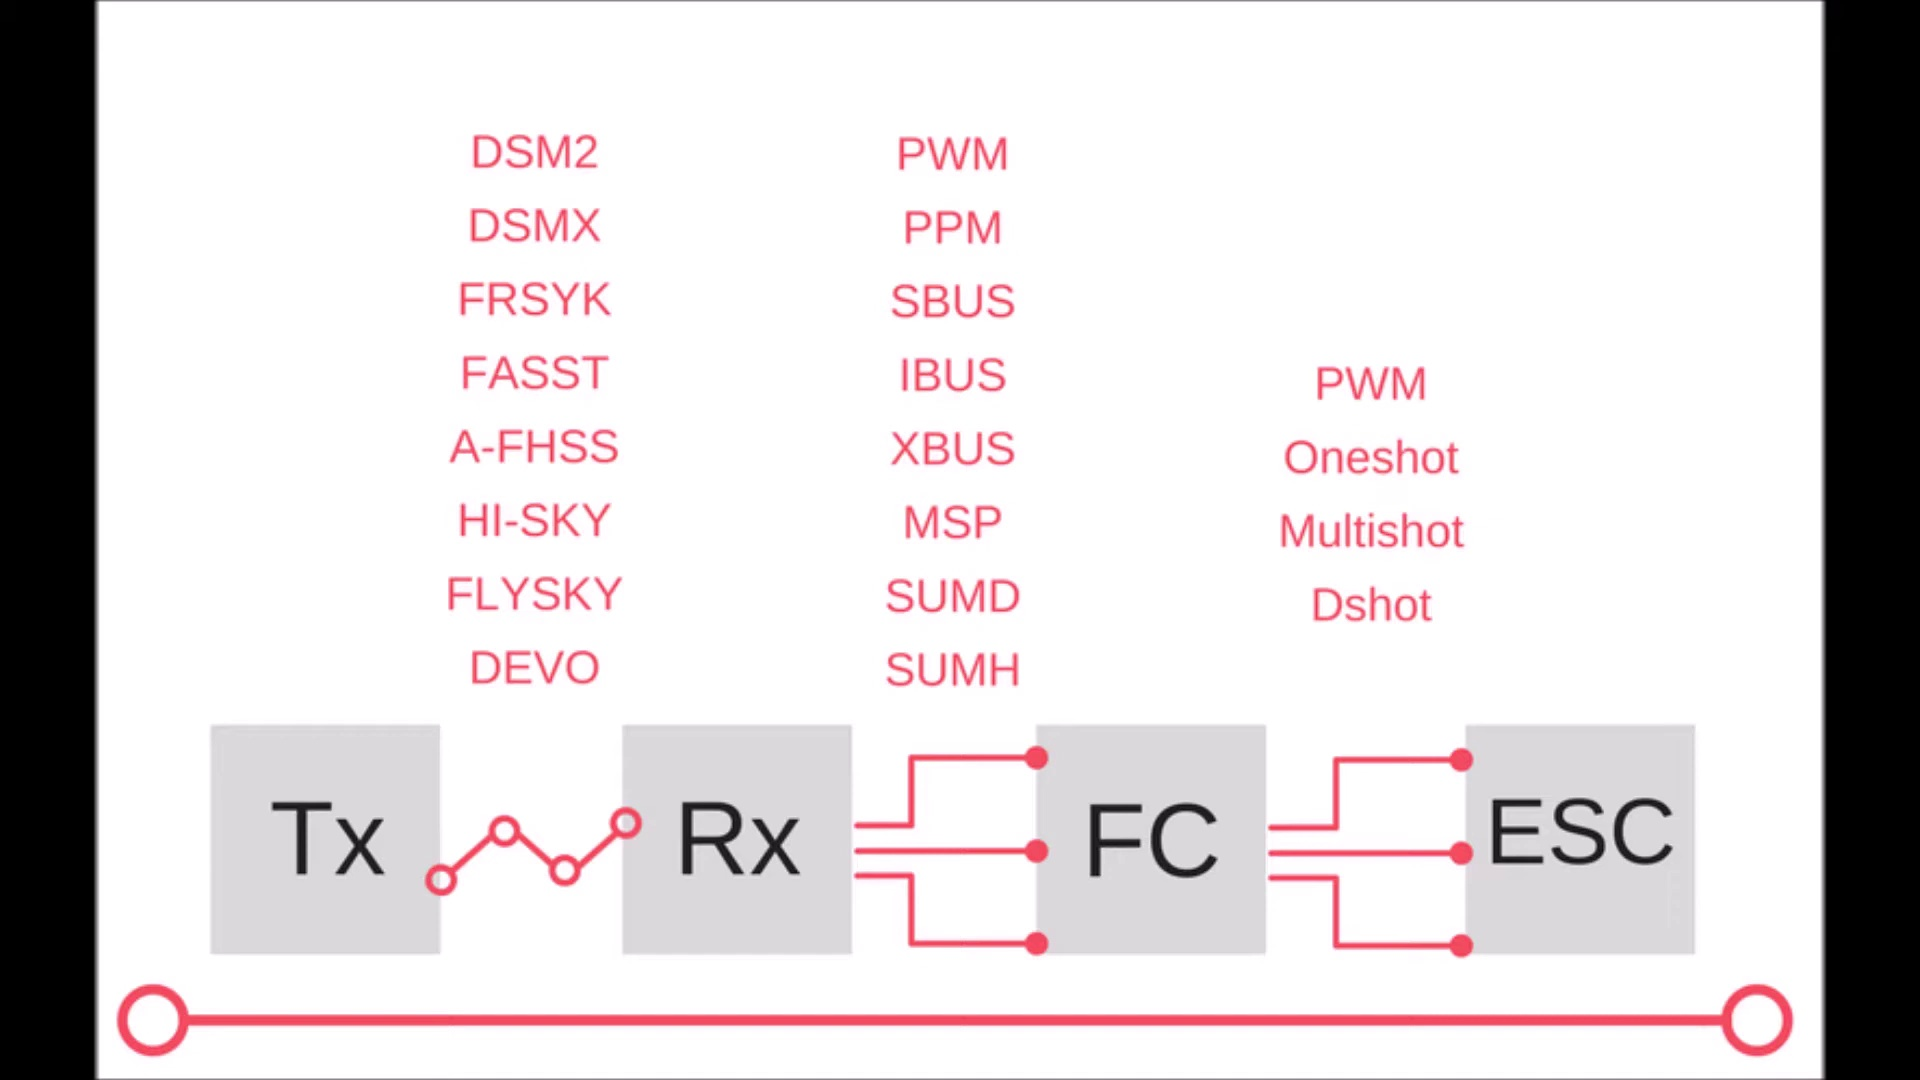 DSM2
DSMX
FRSYK
FASST
A-FHSS
HI-SKY
FLYSKY
DEVO
PWM
PPM
SBUS
IBUS
XBUS
MSP
SUMD
SUMH
PWM
Oneshot
Multishot
Dshot
Tx
Rx
FC
ESC